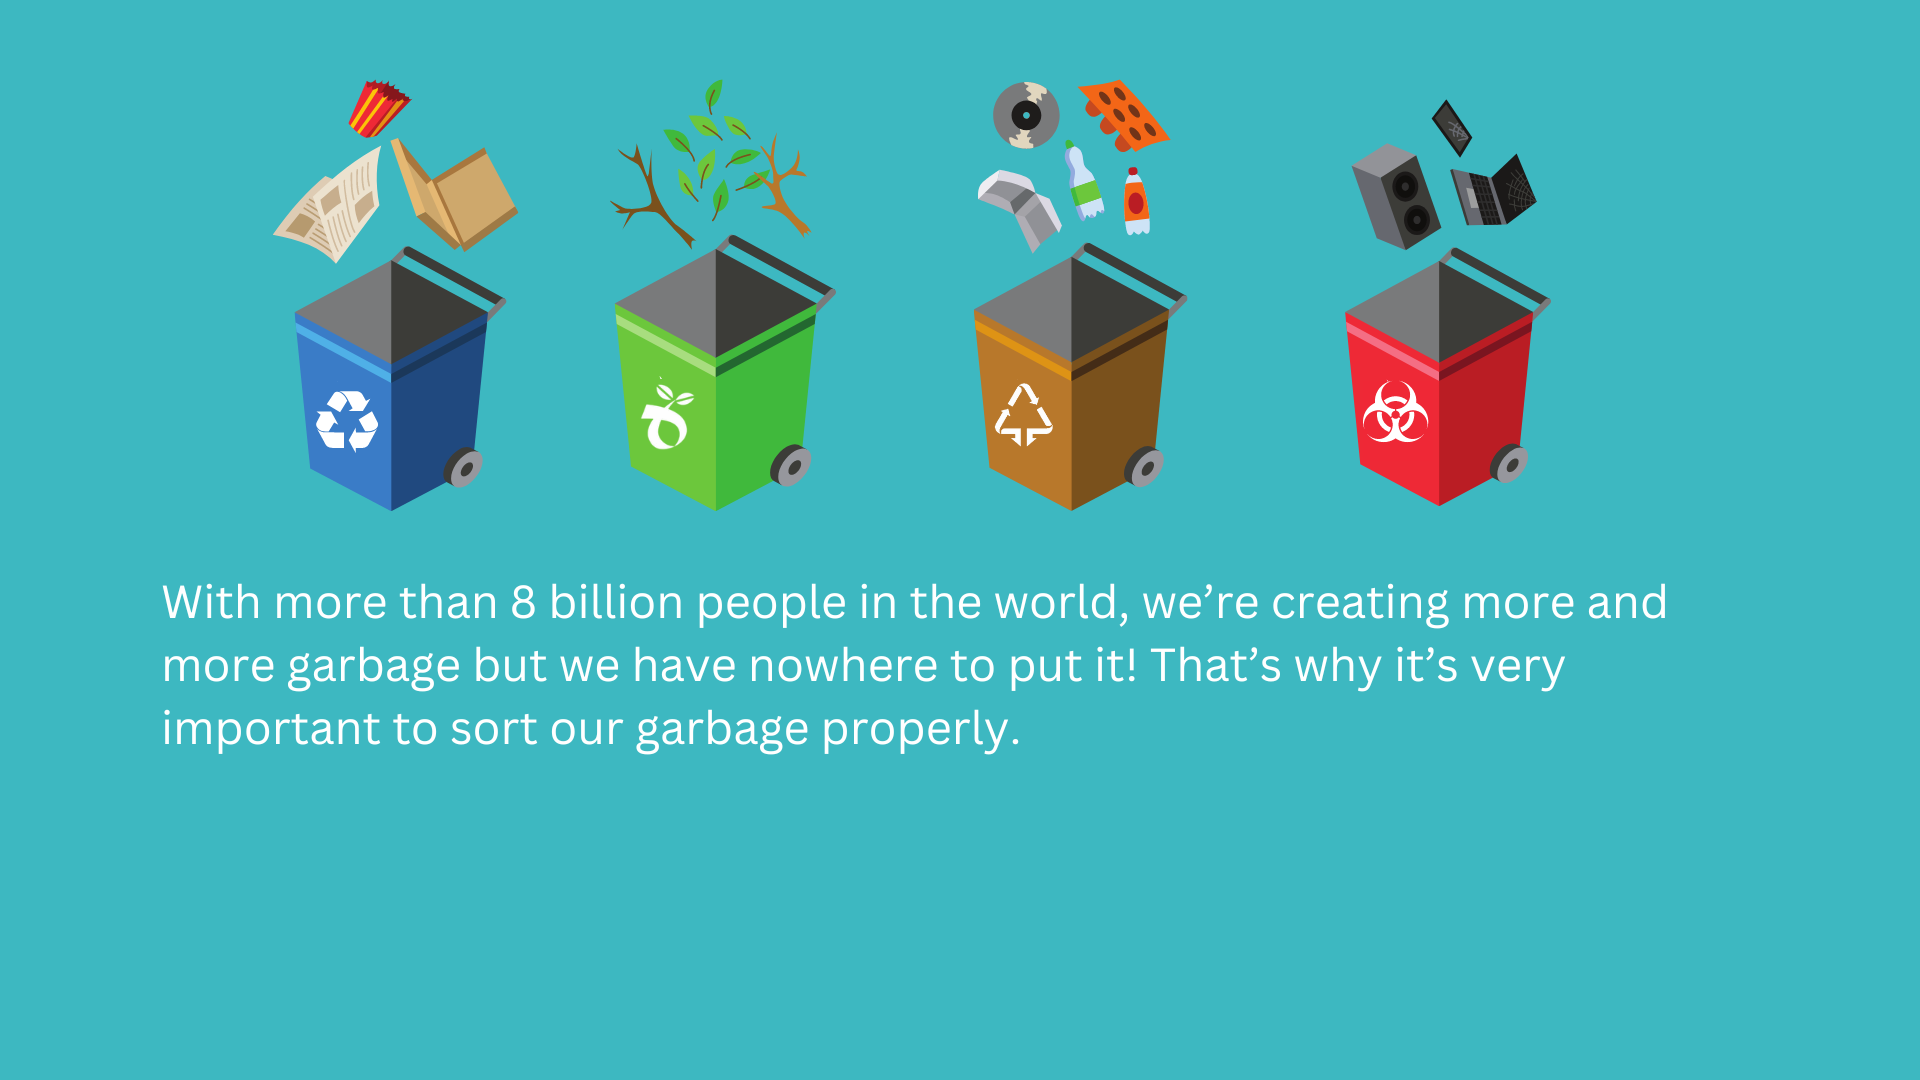 With more than 8 billion people in the world, we’re creating more and
more garbage but we have nowhere to put it! That’s why it’s very
important to sort our garbage properly.